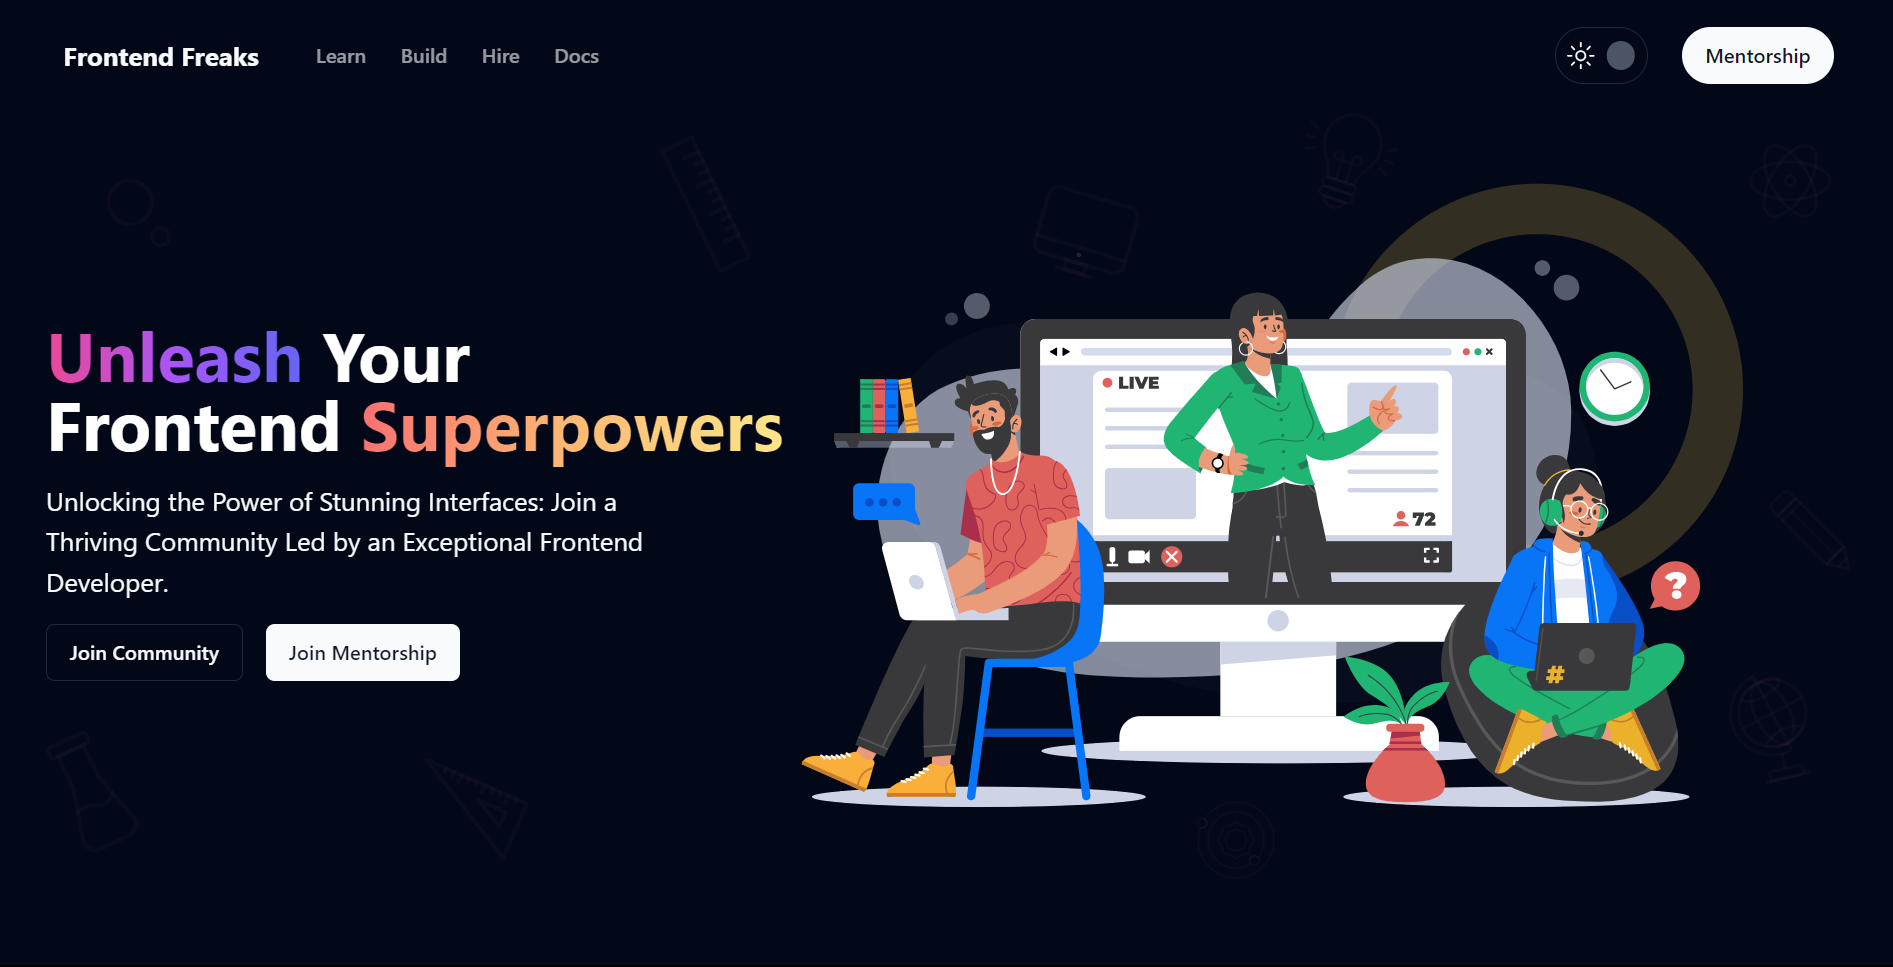 Frontend Freaks
Learn
Build
Hire
Docs
Mentorship
Unleash Your
Frontend Superpowers
Unlocking the Power of Stunning Interfaces: Join a
Thriving Community Led by an Exceptional Frontend
Developer.
Join Community
Join Mentorship
LIVE
72
?
#